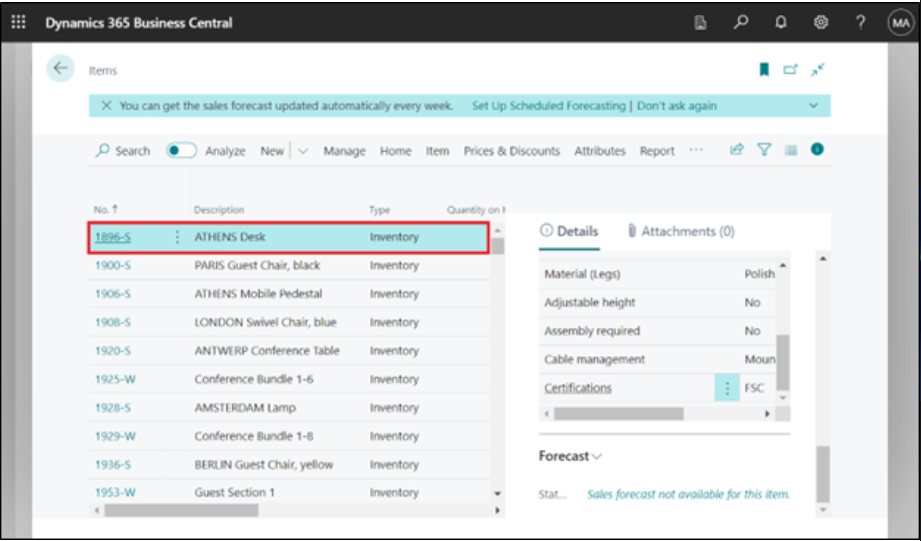 Dynamics 365 Business Central ? MA
Items
You can get the sales forecast updated automatically every week. Set Up Scheduled Forecasting | Don't ask again
Search Analyze New Manage Home Item Prices & Discounts Attributes Report ...
No. ↑ Description Type Quantity on
1896-S ATHENS Desk Inventory
1900-S PARIS Guest Chair, black Inventory
1906-S ATHENS Mobile Pedestal Inventory
1908-S LONDON Swivel Chair, blue Inventory
1920-S ANTWERP Conference Table Inventory
1925-W Conference Bundle 1-6 Inventory
1928-S AMSTERDAM Lamp Inventory
1929-W Conference Bundle 1-8 Inventory
1936-S BERLIN Guest Chair, yellow Inventory
1953-W Guest Section 1 Inventory
Details Attachments (0)
Material (Legs) Polish
Adjustable height No
Assembly required No
Cable management Moun
Certifications FSC
Forecast
Stat... Sales forecast not available for this item.